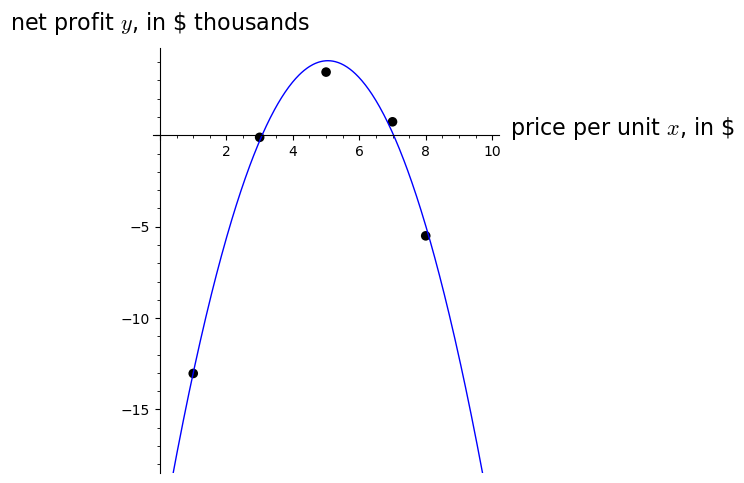 net profit y, in $ thousands
price per unit x, in $
2 4 6 8 10
−5
−10
−15